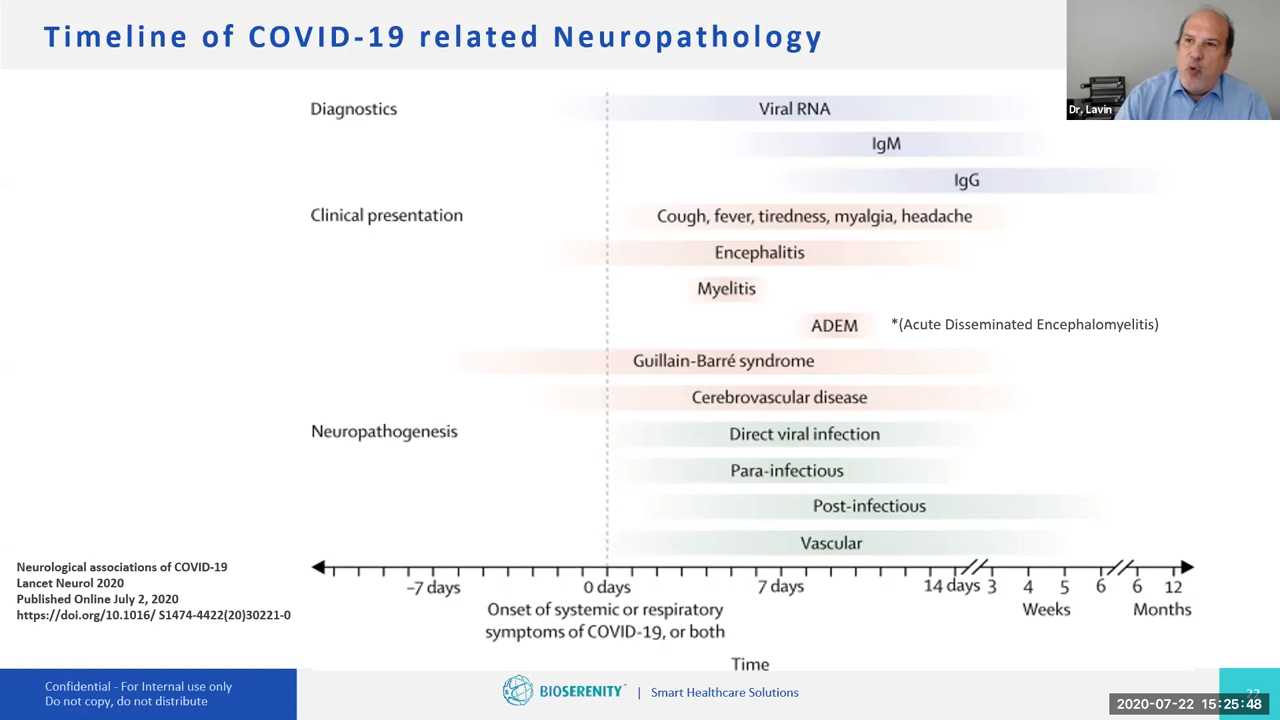 Timeline of COVID-19 related Neuropathology
Dr. Lavin
Diagnostics
Viral RNA
IgM
IgG
Clinical presentation
Cough, fever, tiredness, myalgia, headache
Encephalitis
Myelitis
ADEM
*(Acute Disseminated Encephalomyelitis)
Guillain-Barré syndrome
Cerebrovascular disease
Neuropathogenesis
Direct viral infection
Para-infectious
Post-infectious
Vascular
–7 days 0 days 7 days 14 days 3 4 5 6 6 12
Onset of systemic or respiratory
symptoms of COVID-19, or both
Weeks
Months
Time
Neurological associations of COVID-19
Lancet Neurol 2020
Published Online July 2, 2020
https://doi.org/10.1016/ S1474-4422(20)30221-0
Confidential - For Internal use only
Do not copy, do not distribute
BIOSERENITY | Smart Healthcare Solutions
2020-07-22 15:25:48